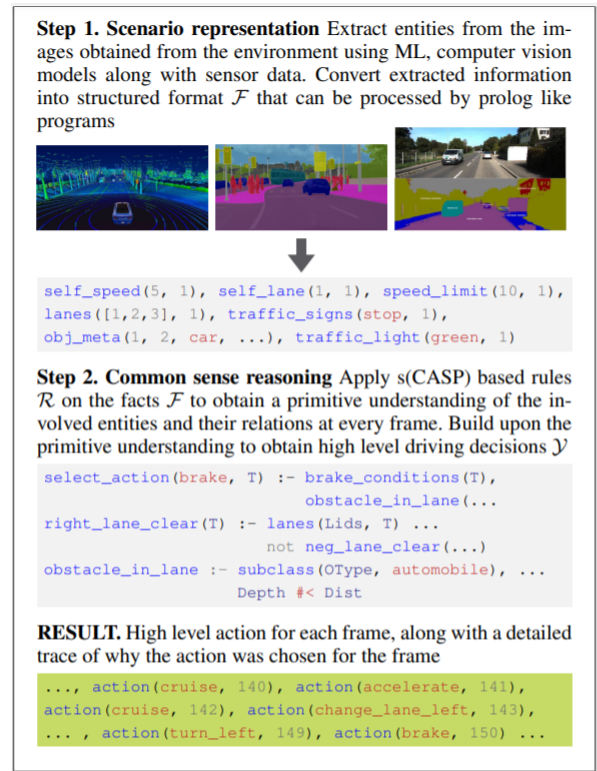 Step 1. Scenario representation Extract entities from the im-
ages obtained from the environment using ML, computer vision
models along with sensor data. Convert extracted information
into structured format ℱ that can be processed by prolog like
programs
self_speed(5, 1), self_lane(1, 1), speed_limit(10, 1),
lanes([1,2,3], 1), traffic_signs(stop, 1),
obj_meta(1, 2, car, ...), traffic_light(green, 1)
Step 2. Common sense reasoning Apply s(CASP) based rules
ℛ on the facts ℱ to obtain a primitive understanding of the in-
volved entities and their relations at every frame. Build upon the
primitive understanding to obtain high level driving decisions 𝒴
select_action(brake, T) :- brake_conditions(T),
obstacle_in_lane(...
right_lane_clear(T) :- lanes(Lids, T) ...
not neg_lane_clear(...)
obstacle_in_lane :- subclass(OType, automobile), ...
Depth #< Dist
RESULT. High level action for each frame, along with a detailed
trace of why the action was chosen for the frame
..., action(cruise, 140), action(accelerate, 141),
action(cruise, 142), action(change_lane_left, 143),
... , action(turn_left, 149), action(brake, 150) ...